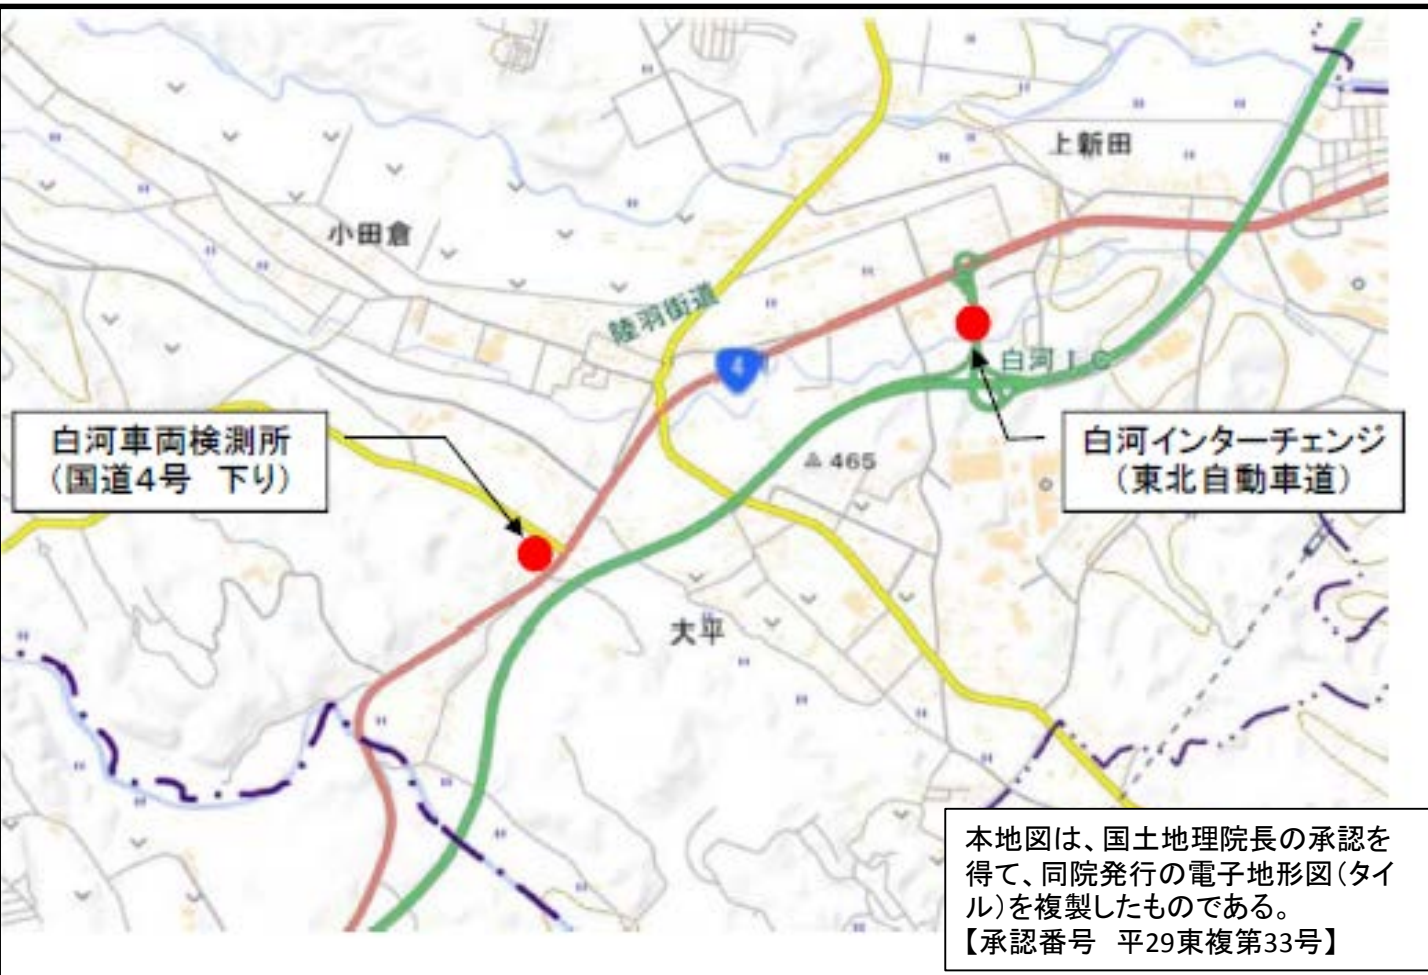 上新田
小田倉
陸羽街道
4
白河IC
白河車両検測所
(国道4号 下り)
白河インターチェンジ
(東北自動車道)
465
大平
本地図は、国土地理院長の承認を
得て、同院発行の電子地形図(タイ
ル)を複製したものである。
【承認番号 平29東複第33号】